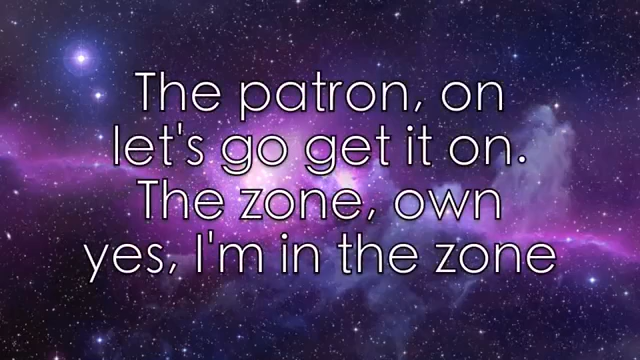 The patron, on
let's go get it on.
The zone, own
yes, I'm in the zone